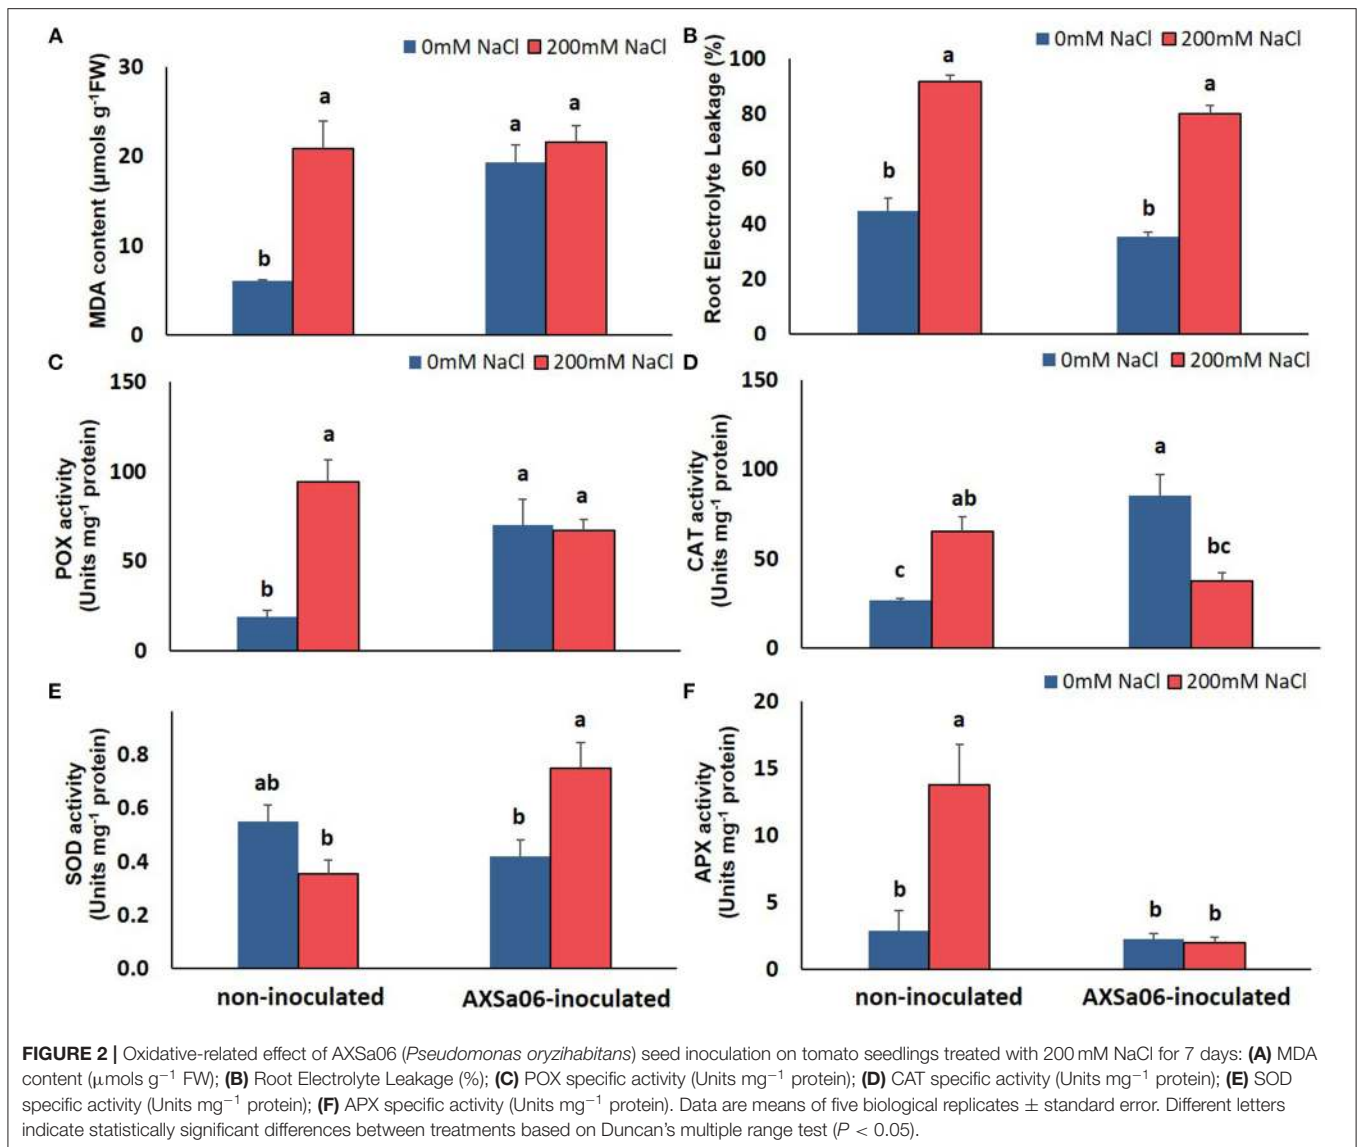 A
0mM NaCl 200mM NaCl
MDA content (µmols g⁻¹FW)
30
20
10
0
b
a
a
a
B
0mM NaCl 200mM NaCl
Root Electrolyte Leakage (%)
100
80
60
40
20
0
b
a
b
a
C
0mM NaCl 200mM NaCl
POX activity
(Units mg⁻¹ protein)
150
100
50
0
b
a
a
a
D
0mM NaCl 200mM NaCl
CAT activity
(Units mg⁻¹ protein)
150
100
50
0
c
ab
a
bc
E
SOD activity
(Units mg⁻¹ protein)
0.8
0.6
0.4
0.2
0.0
ab
b
b
a
non-inoculated AXSa06-inoculated
F
0mM NaCl 200mM NaCl
APX activity
(Units mg⁻¹ protein)
20
15
10
5
0
b
a
b
b
non-inoculated AXSa06-inoculated
FIGURE 2 | Oxidative-related effect of AXSa06 (Pseudomonas oryzihabitans) seed inoculation on tomato seedlings treated with 200 mM NaCl for 7 days: (A) MDA
content (µmols g⁻¹ FW); (B) Root Electrolyte Leakage (%); (C) POX specific activity (Units mg⁻¹ protein); (D) CAT specific activity (Units mg⁻¹ protein); (E) SOD
specific activity (Units mg⁻¹ protein); (F) APX specific activity (Units mg⁻¹ protein). Data are means of five biological replicates ± standard error. Different letters
indicate statistically significant differences between treatments based on Duncan's multiple range test (P < 0.05).